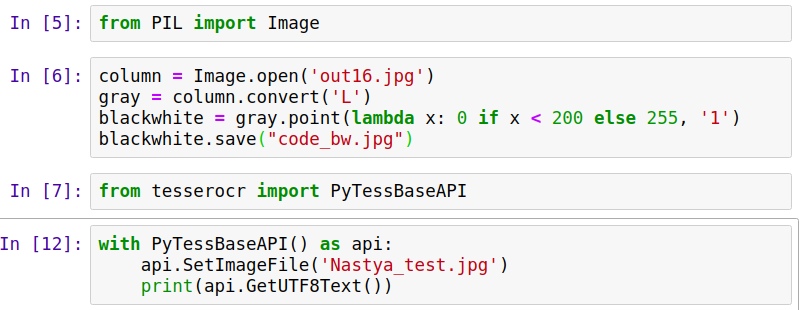 In [5]: from PIL import Image
In [6]: column = Image.open('out16.jpg')
gray = column.convert('L')
blackwhite = gray.point(lambda x: 0 if x < 200 else 255, '1')
blackwhite.save("code_bw.jpg")
In [7]: from tesserocr import PyTessBaseAPI
In [12]: with PyTessBaseAPI() as api:
    api.SetImageFile('Nastya_test.jpg')
    print(api.GetUTF8Text())